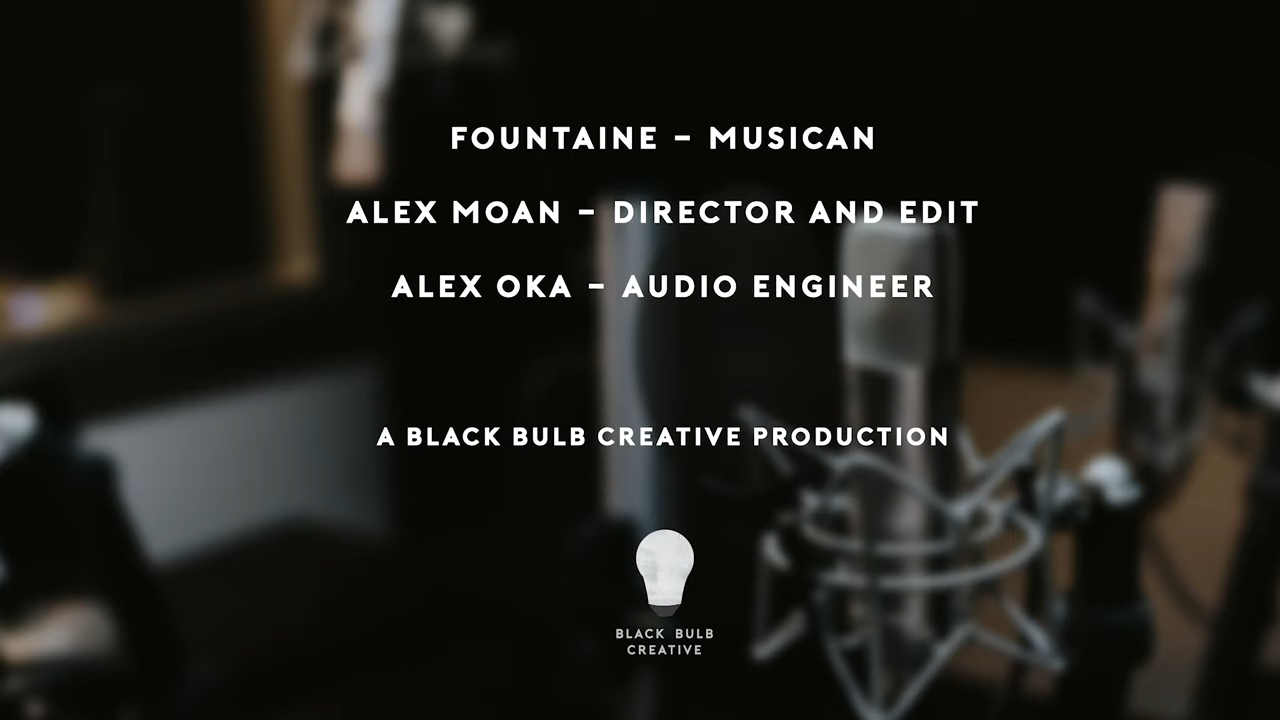 FOUNTAINE – MUSICAN
ALEX MOAN – DIRECTOR AND EDIT
ALEX OKA – AUDIO ENGINEER
A BLACK BULB CREATIVE PRODUCTION
BLACK BULB
CREATIVE